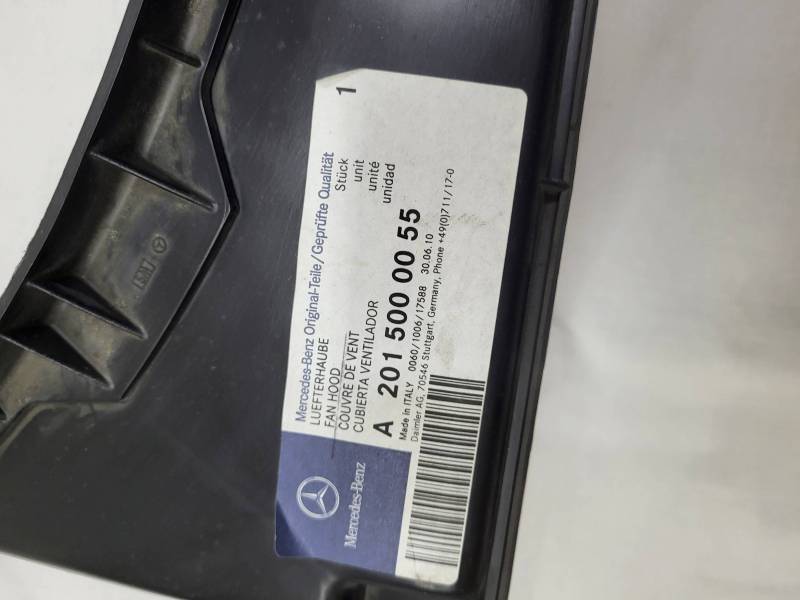 Mercedes-Benz Original-Teile/Geprüfte Qualität
LUEFTERHAUBE
FAN HOOD
COUVRE DE VENT
CUBIERTA VENTILADOR
Stück
unit
unité
unidad
1
A 201 500 00 55
Made in ITALY 0060/1006/17588 30.06.10
Daimler AG, 70546 Stuttgart, Germany, Phone +49(0)711/17-0
Mercedes-Benz